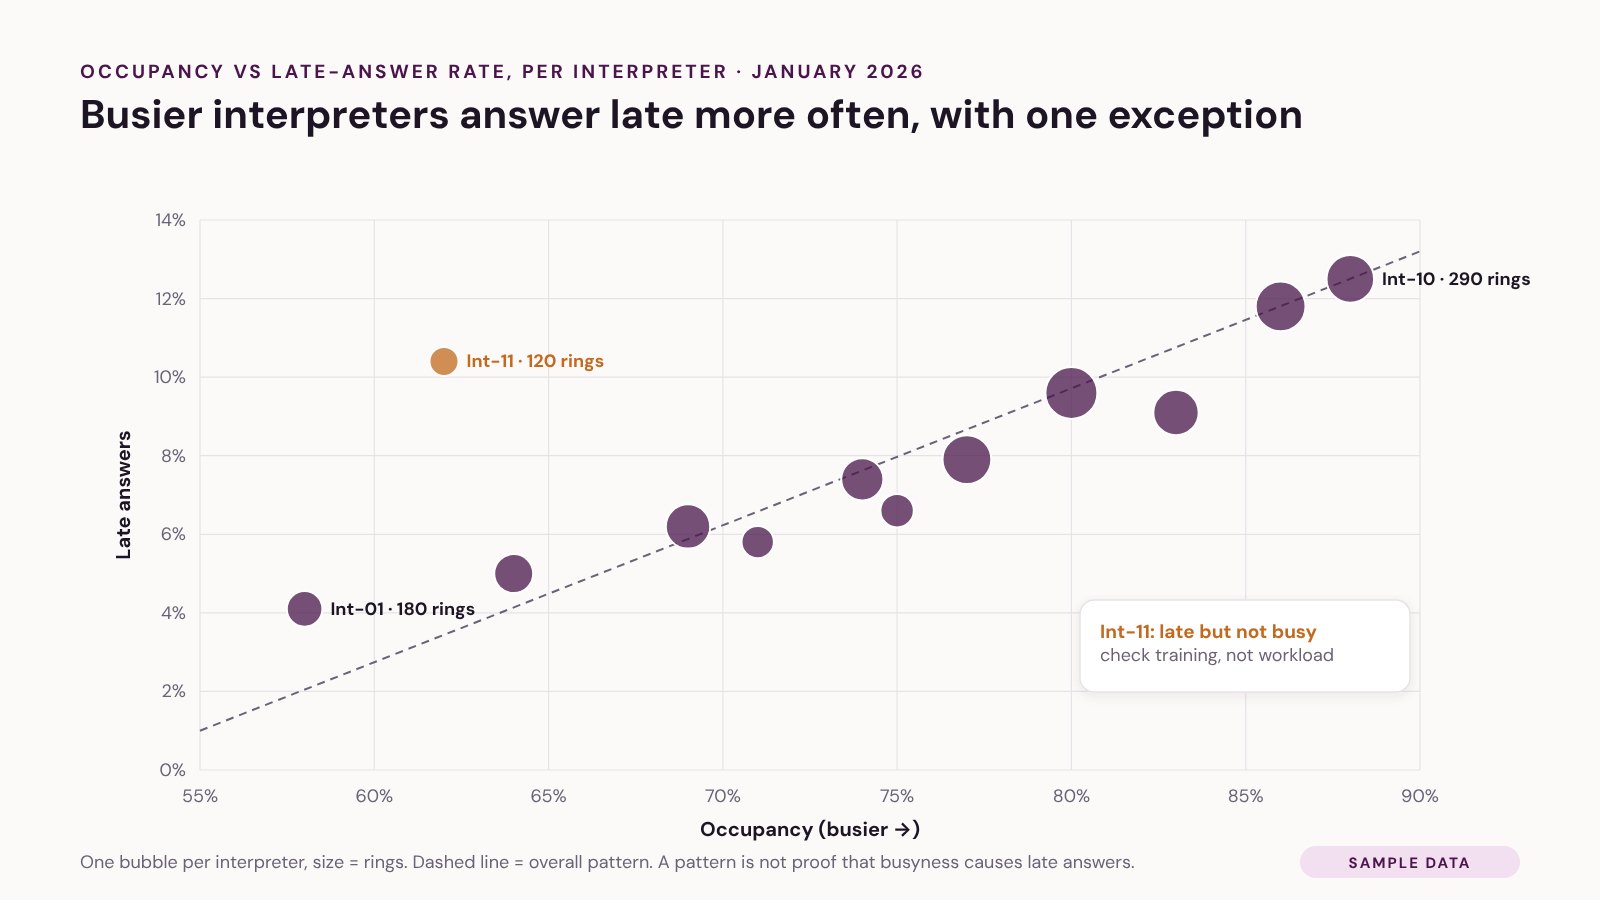 OCCUPANCY VS LATE-ANSWER RATE, PER INTERPRETER · JANUARY 2026
Busier interpreters answer late more often, with one exception
14%
12%
10%
8%
6%
4%
2%
0%
Late answers
Int-10 · 290 rings
Int-11 · 120 rings
Int-01 · 180 rings
Int-11: late but not busy
check training, not workload
55%
60%
65%
70%
75%
80%
85%
90%
Occupancy (busier →)
One bubble per interpreter, size = rings. Dashed line = overall pattern. A pattern is not proof that busyness causes late answers.
SAMPLE DATA